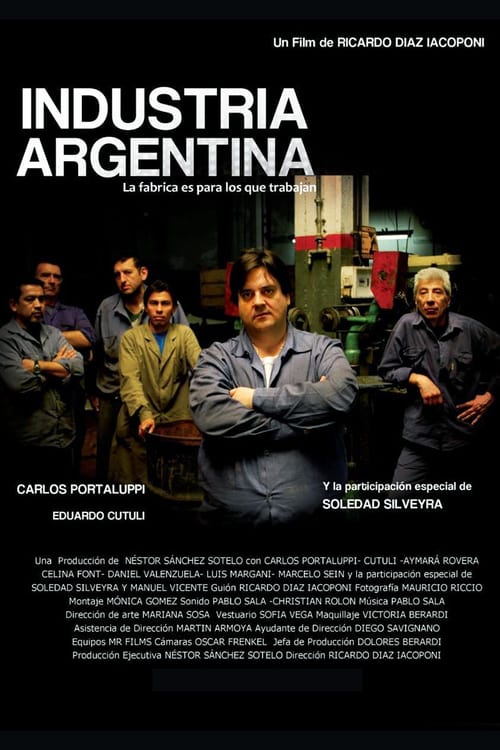 Un Film de RICARDO DIAZ IACOPONI
INDUSTRIA
ARGENTINA
La fabrica es para los que trabajan
CARLOS PORTALUPPI
EDUARDO CUTULI
Y la participación especial de
SOLEDAD SILVEYRA
Una Producción de NÉSTOR SÁNCHEZ SOTELO con CARLOS PORTALUPPI- CUTULI -AYMARÁ ROVERA
CELINA FONT- DANIEL VALENZUELA- LUIS MARGANI- MARCELO SEIN y la participación especial de
SOLEDAD SILVEYRA Y MANUEL VICENTE Guión RICARDO DIAZ IACOPONI Fotografía MAURICIO RICCIO
Montaje MÓNICA GOMEZ Sonido PABLO SALA -CHRISTIAN ROLON Música PABLO SALA
Dirección de arte MARIANA SOSA Vestuario SOFIA VEGA Maquillaje VICTORIA BERARDI
Asistencia de Dirección MARTIN ARMOYA Ayudante de Dirección DIEGO SAVIGNANO
Equipos MR FILMS Cámaras OSCAR FRENKEL Jefa de Producción DOLORES BERARDI
Producción Ejecutiva NÉSTOR SÁNCHEZ SOTELO Dirección RICARDO DIAZ IACOPONI